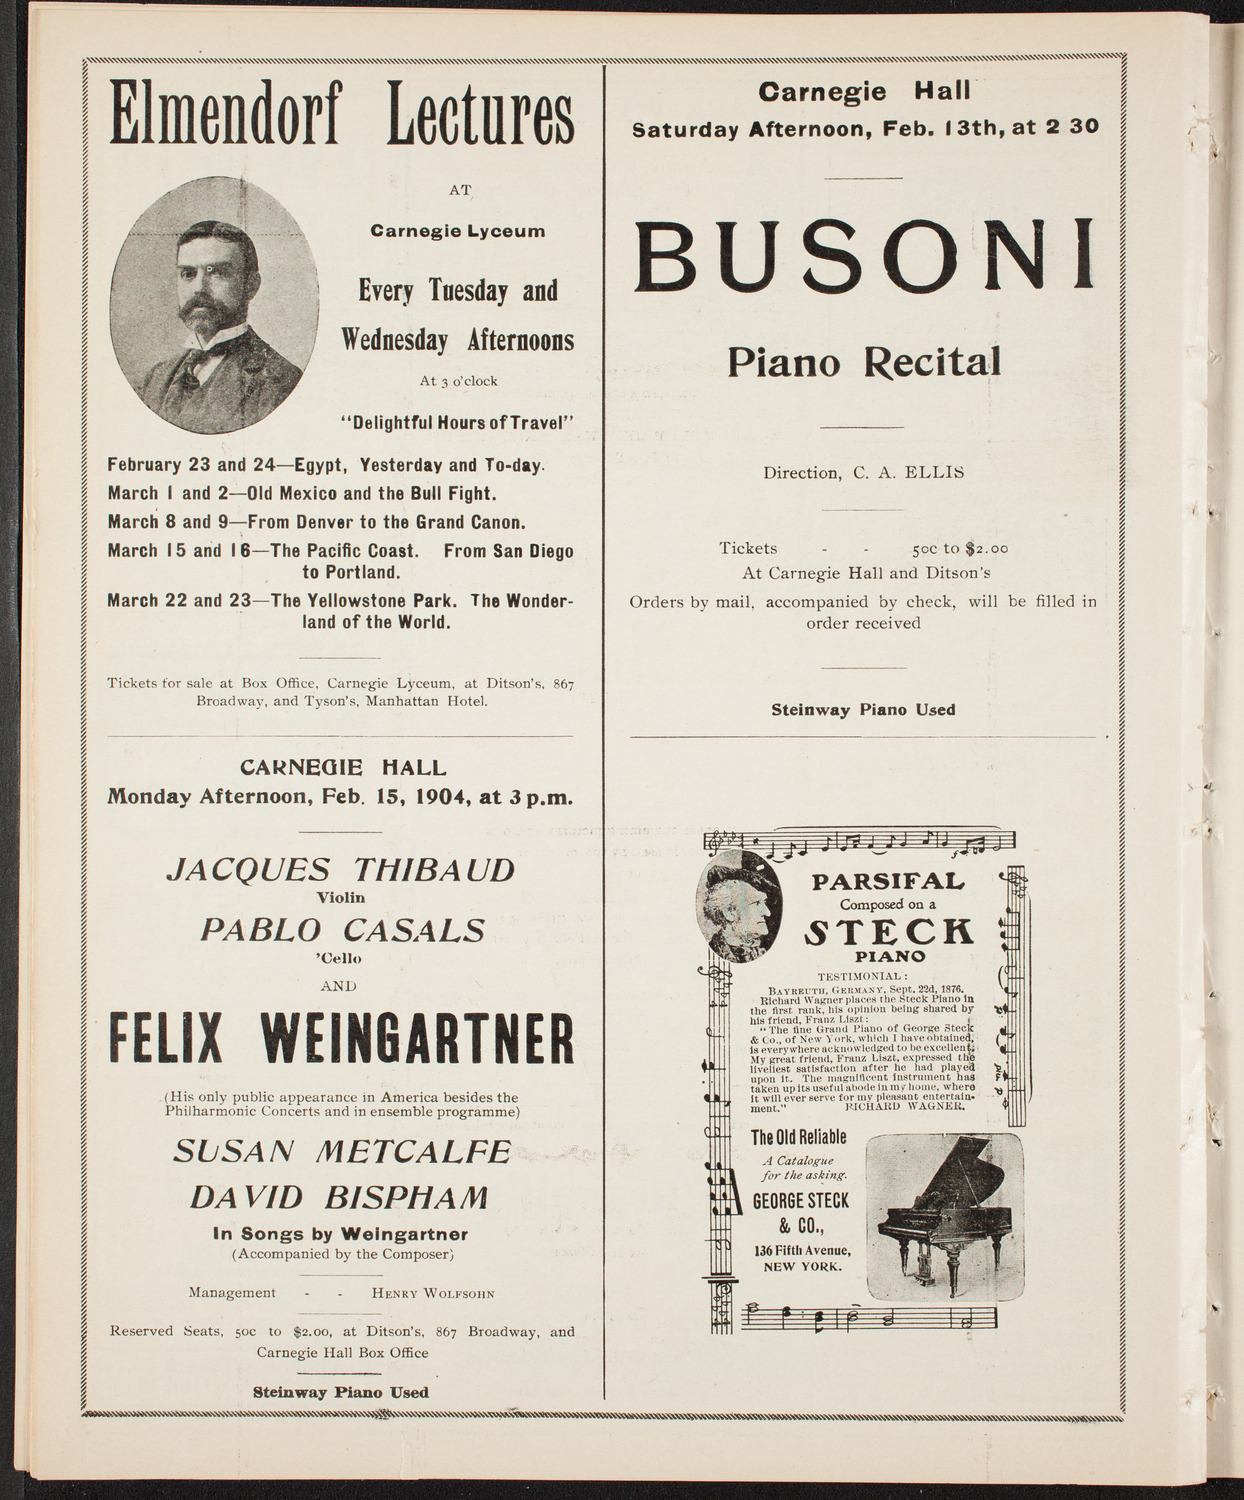 Elmendorf Lectures
AT
Carnegie Lyceum
Every Tuesday and
Wednesday Afternoons
At 3 o'clock
"Delightful Hours of Travel"
February 23 and 24—Egypt, Yesterday and To-day.
March 1 and 2—Old Mexico and the Bull Fight.
March 8 and 9—From Denver to the Grand Canon.
March 15 and 16—The Pacific Coast. From San Diego
to Portland.
March 22 and 23—The Yellowstone Park. The Wonder-
land of the World.
Tickets for sale at Box Office, Carnegie Lyceum, at Ditson's, 867
Broadway, and Tyson's, Manhattan Hotel.
CARNEGIE HALL
Monday Afternoon, Feb. 15, 1904, at 3 p.m.
JACQUES THIBAUD
Violin
PABLO CASALS
'Cello
AND
FELIX WEINGARTNER
(His only public appearance in America besides the
Philharmonic Concerts and in ensemble programme)
SUSAN METCALFE
DAVID BISPHAM
In Songs by Weingartner
(Accompanied by the Composer)
Management - - HENRY WOLFSOHN
Reserved Seats, 50c to $2.00, at Ditson's, 867 Broadway, and
Carnegie Hall Box Office
Steinway Piano Used
Carnegie Hall
Saturday Afternoon, Feb. 13th, at 2 30
BUSONI
Piano Recital
Direction, C. A. ELLIS
Tickets - - 50c to $2.00
At Carnegie Hall and Ditson's
Orders by mail, accompanied by check, will be filled in
order received
Steinway Piano Used
PARSIFAL
Composed on a
STECK
PIANO
TESTIMONIAL:
BAYREUTH, GERMANY, Sept. 22d, 1876.
Richard Wagner places the Steck Piano in
the first rank, his opinion being shared by
his friend, Franz Liszt:
"The fine Grand Piano of George Steck
& Co., of New York, which I have obtained,
is everywhere acknowledged to be excellent.
My great friend, Franz Liszt, expressed the
liveliest satisfaction after he had played
upon it. The magnificent instrument has
taken up its useful abode in my home, where
it will ever serve for my pleasant entertain-
ment." RICHARD WAGNER.
The Old Reliable
A Catalogue
for the asking.
GEORGE STECK
& CO.,
136 Fifth Avenue,
NEW YORK.